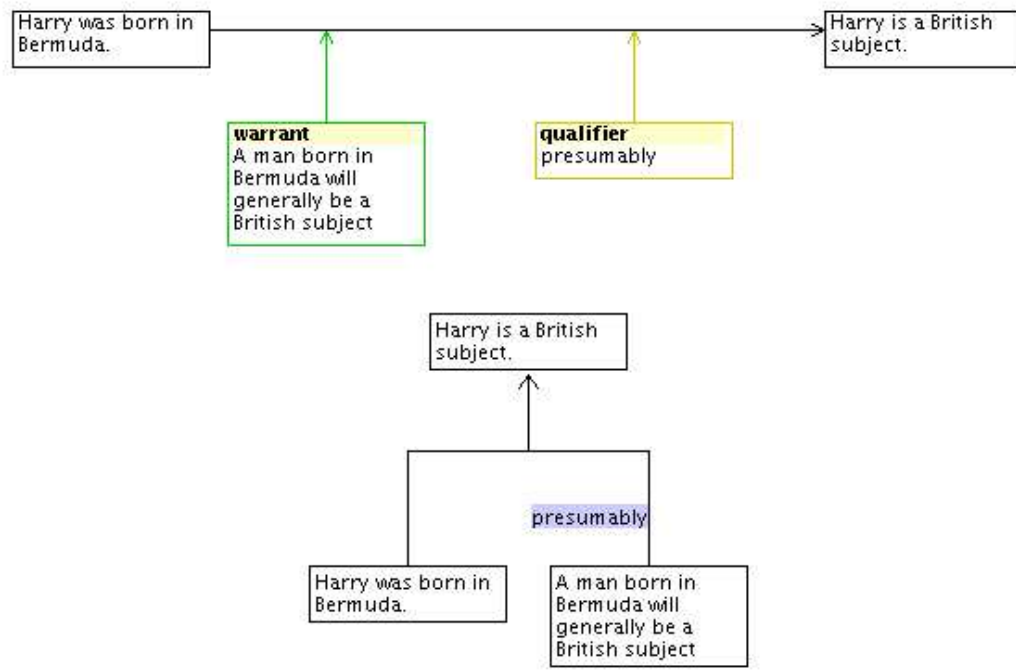 Harry was born in
Bermuda.
Harry is a British
subject.
warrant
A man born in
Bermuda will
generally be a
British subject
qualifier
presumably
Harry is a British
subject.
presumably
Harry was born in
Bermuda.
A man born in
Bermuda will
generally be a
British subject